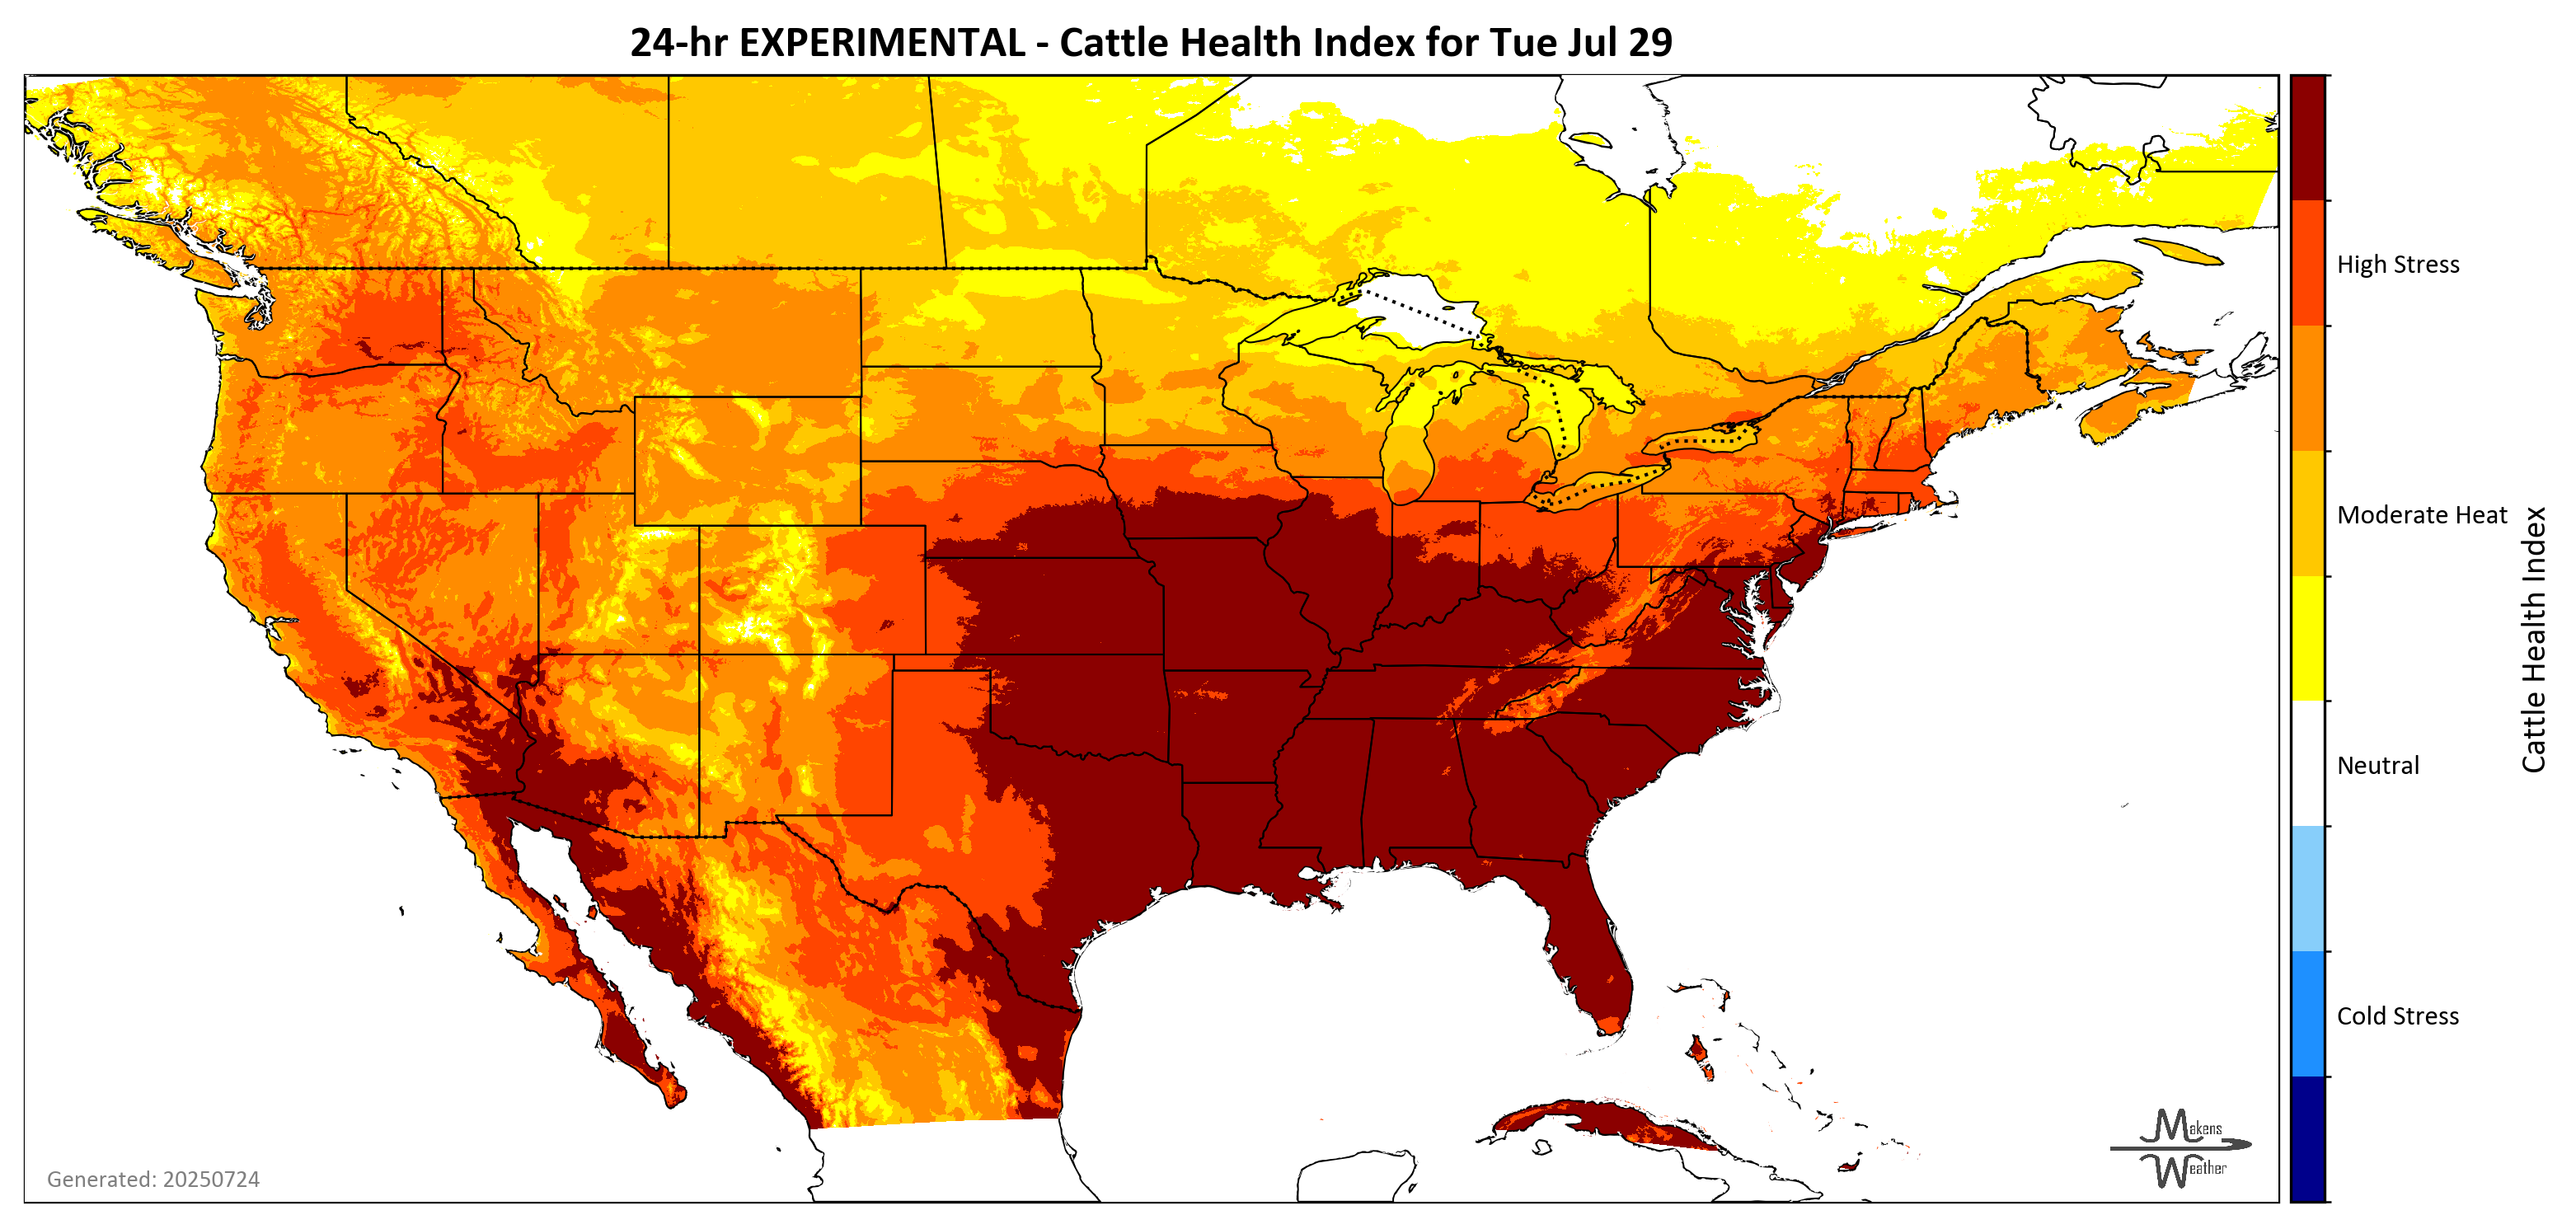 24-hr EXPERIMENTAL - Cattle Health Index for Tue Jul 29
High Stress
Moderate Heat
Neutral
Cold Stress
Cattle Health Index
Makens
Weather
Generated: 20250724